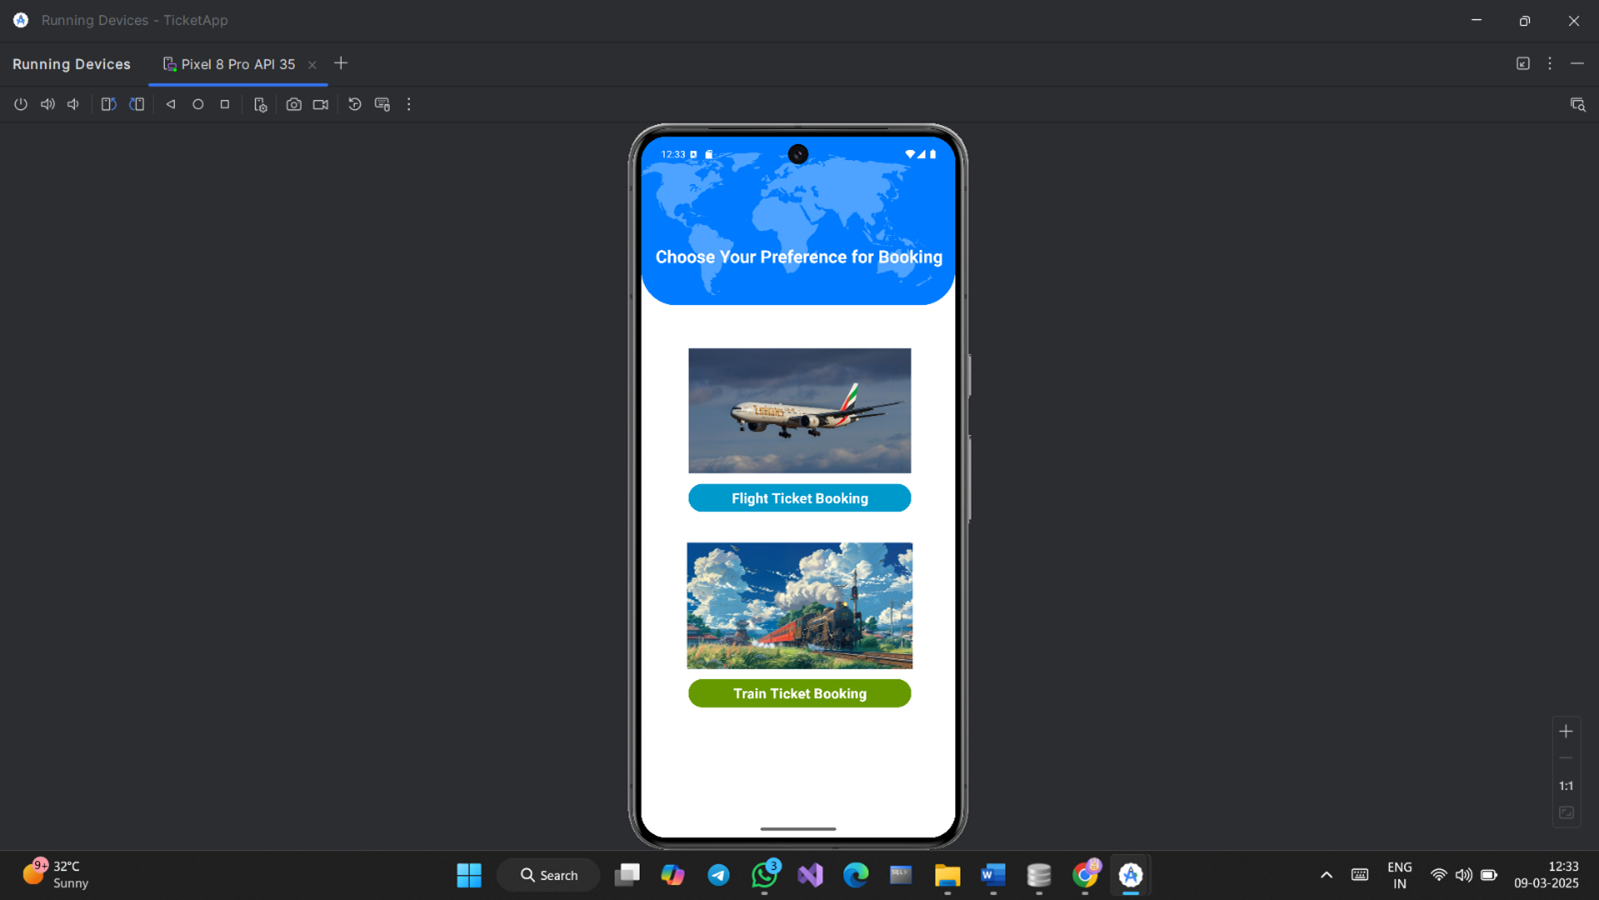 Running Devices - TicketApp
Running Devices
Pixel 8 Pro API 35
12:33
Choose Your Preference for Booking
Emirates
Flight Ticket Booking
Train Ticket Booking
1:1
9+
32°C
Sunny
Search
3
W
ENG
IN
12:33
09-03-2025